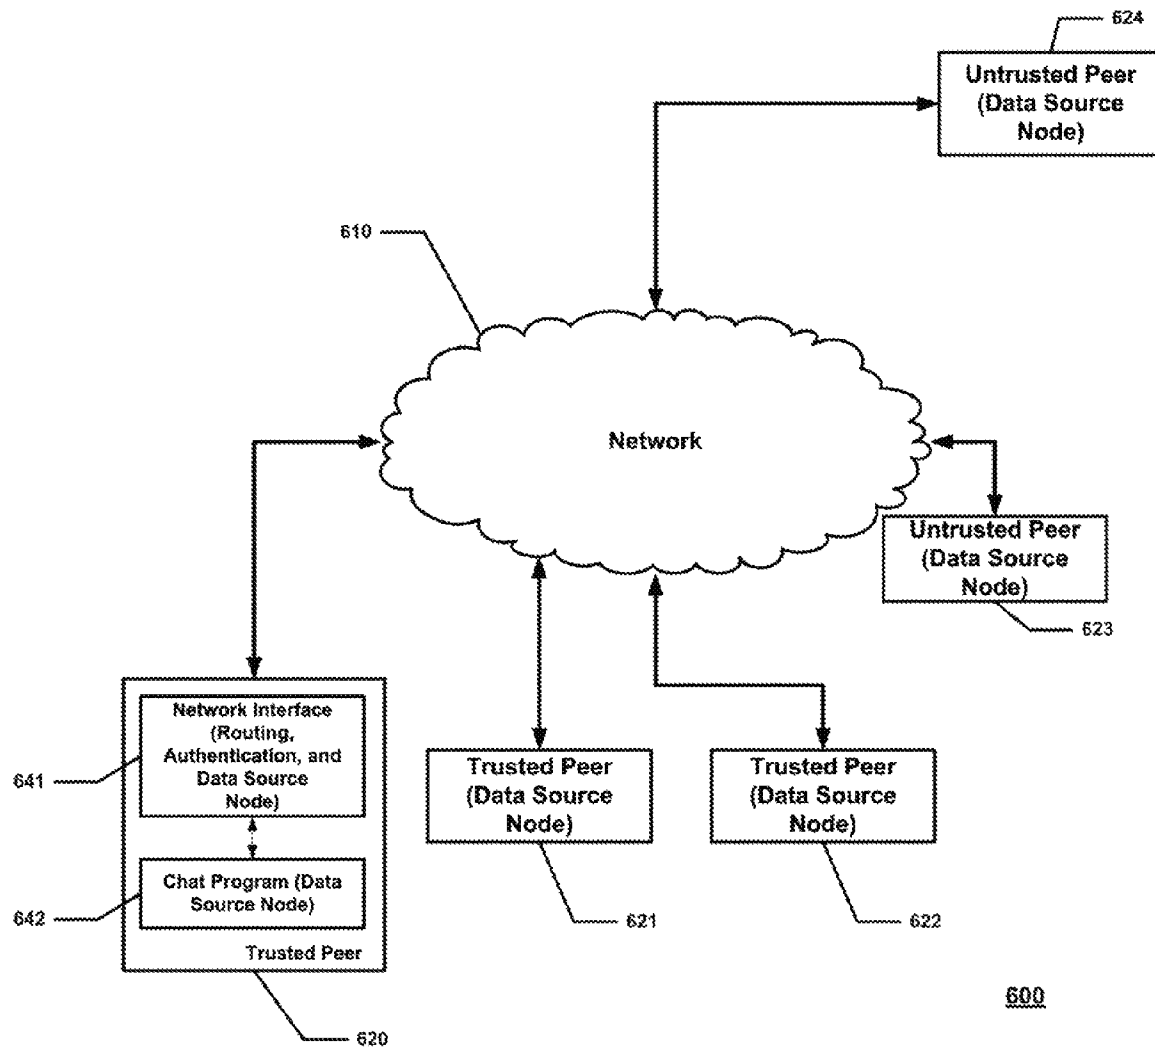 624
Untrusted Peer
(Data Source
Node)
610
Network
Untrusted Peer
(Data Source
Node)
623
Network Interface
(Routing,
Authentication, and
Data Source
Node)
641
Trusted Peer
(Data Source
Node)
Trusted Peer
(Data Source
Node)
Chat Program (Data
Source Node)
642
Trusted Peer
621
622
600
620